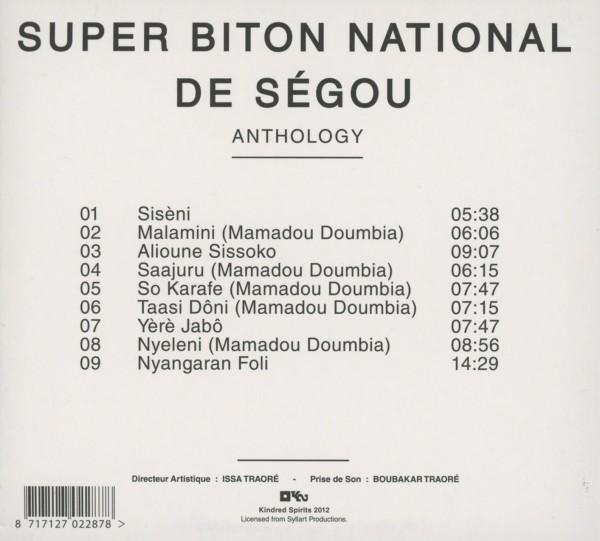 SUPER BITON NATIONAL
DE SÉGOU
ANTHOLOGY
01 Sisèni 05:38
02 Malamini (Mamadou Doumbia) 06:06
03 Alioune Sissoko 09:07
04 Saajuru (Mamadou Doumbia) 06:15
05 So Karafe (Mamadou Doumbia) 07:47
06 Taasi Dôni (Mamadou Doumbia) 07:15
07 Yèrè Jabô 07:47
08 Nyeleni (Mamadou Doumbia) 08:56
09 Nyangaran Foli 14:29
Directeur Artistique : ISSA TRAORÉ - Prise de Son : BOUBAKAR TRAORÉ
Kindred Spirits 2012
Licensed from Syllart Productions.
8 717127 022878 >